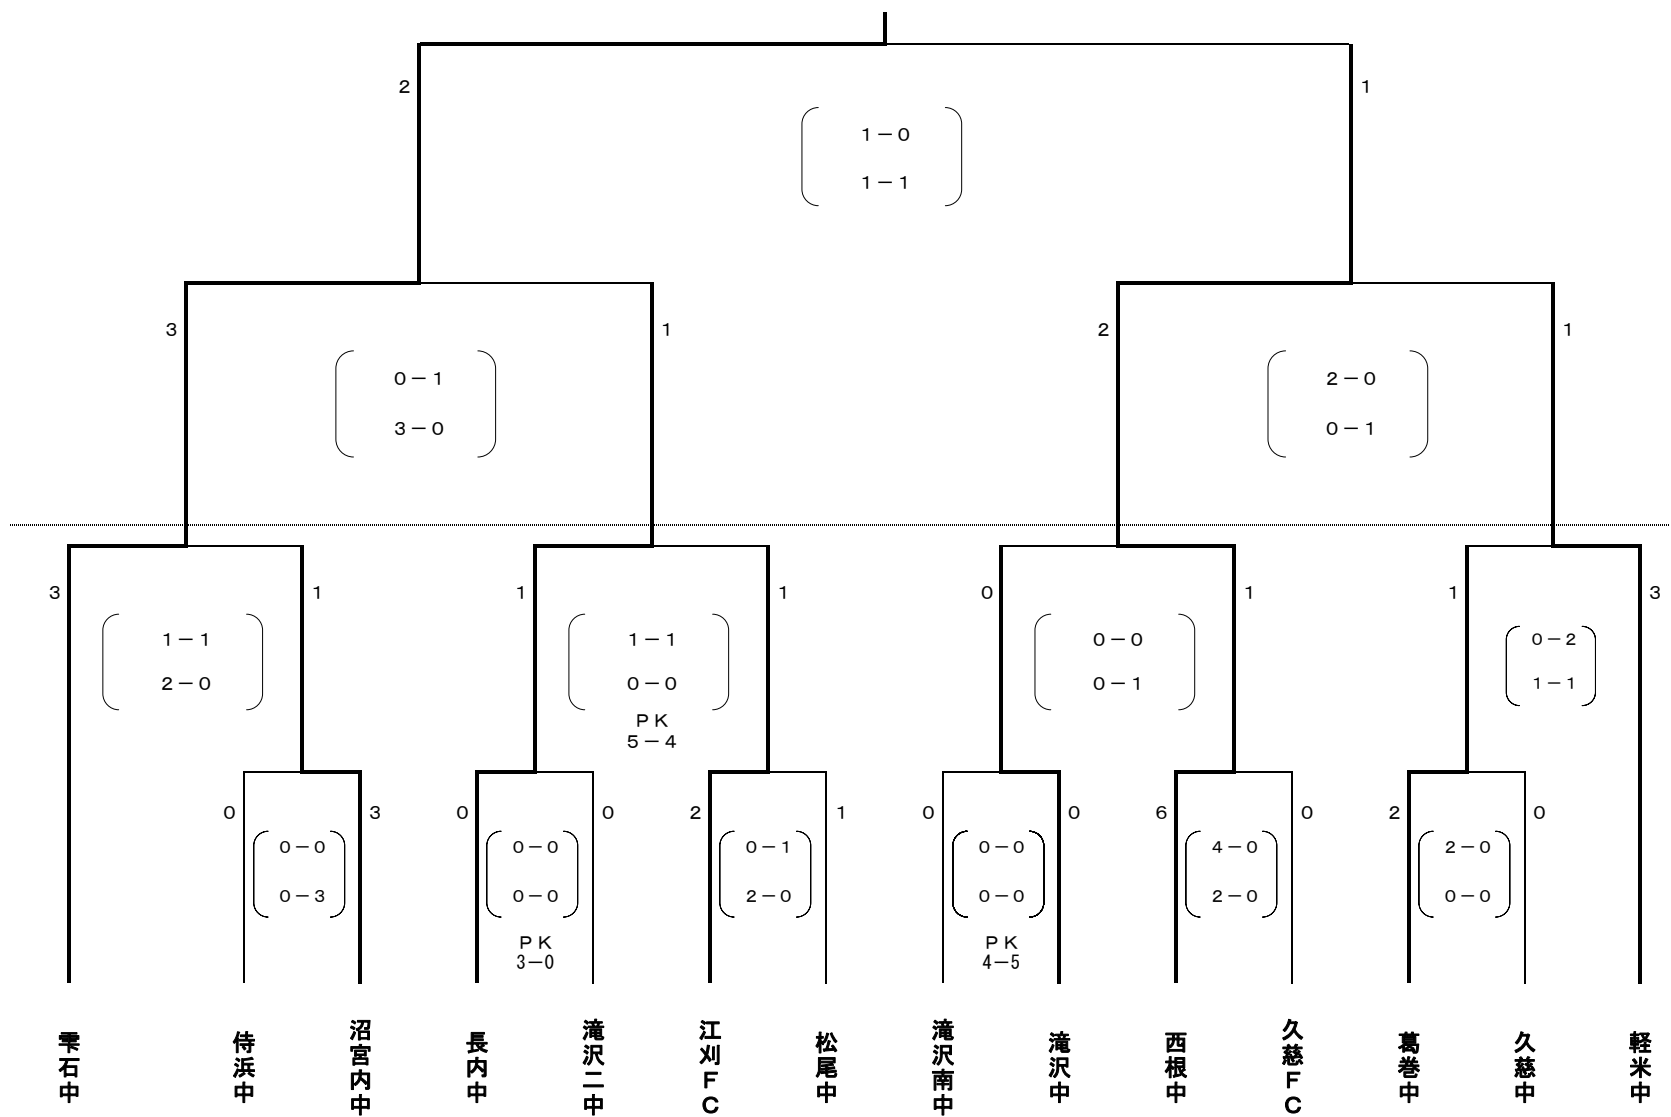 2 1
1－0
1－1
3 1 2 1
0－1 2－0
3－0 0－1
3 1 1 1 0 1 1 3
1－1 1－1 0－0 0－2
2－0 0－0 0－1 1－1
ＰＫ
5－4
0 3 0 0 2 1 0 0 6 0 2 0
0－0 0－0 0－1 0－0 4－0 2－0
0－3 0－0 2－0 0－0 2－0 0－0
ＰＫ ＰＫ
3－0 4－5
雫石中
侍浜中
沼宮内中
長内中
滝沢二中
江刈ＦＣ
松尾中
滝沢南中
滝沢中
西根中
久慈ＦＣ
葛巻中
久慈中
軽米中